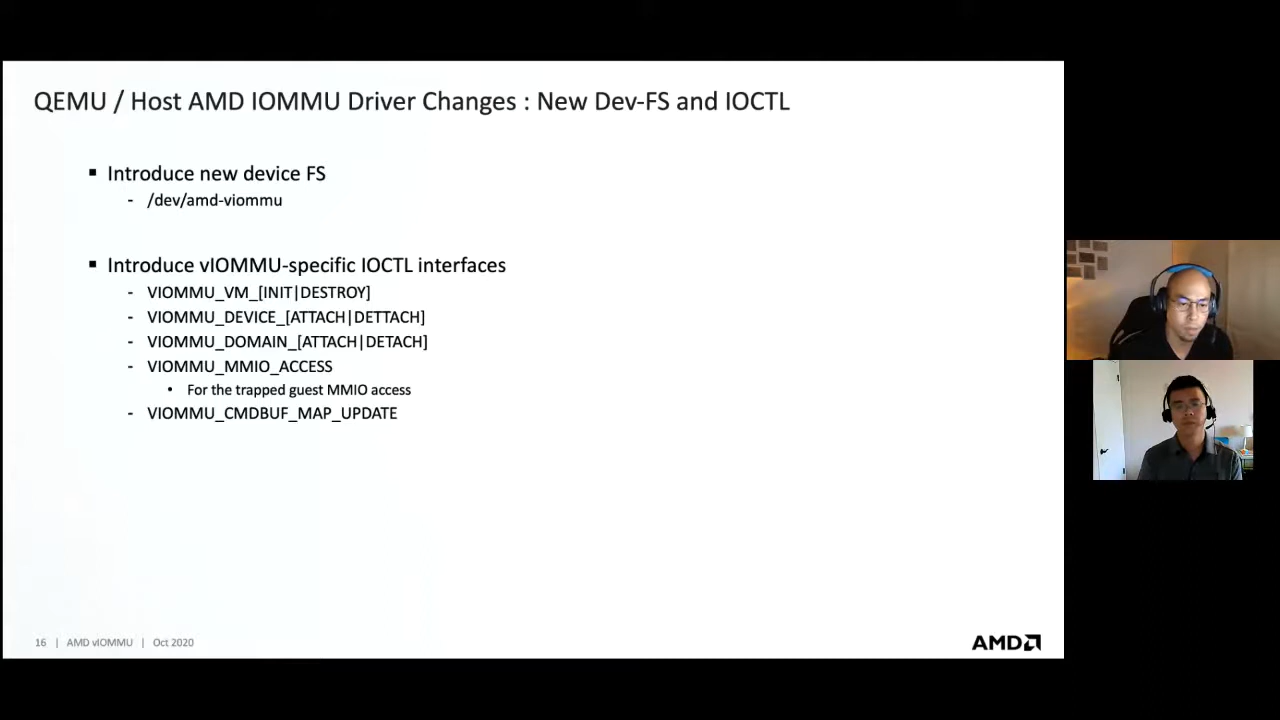 QEMU / Host AMD IOMMU Driver Changes : New Dev-FS and IOCTL
▪ Introduce new device FS
- /dev/amd-viommu
▪ Introduce vIOMMU-specific IOCTL interfaces
- VIOMMU_VM_[INIT|DESTROY]
- VIOMMU_DEVICE_[ATTACH|DETTACH]
- VIOMMU_DOMAIN_[ATTACH|DETACH]
- VIOMMU_MMIO_ACCESS
• For the trapped guest MMIO access
- VIOMMU_CMDBUF_MAP_UPDATE
16 | AMD vIOMMU | Oct 2020
AMD